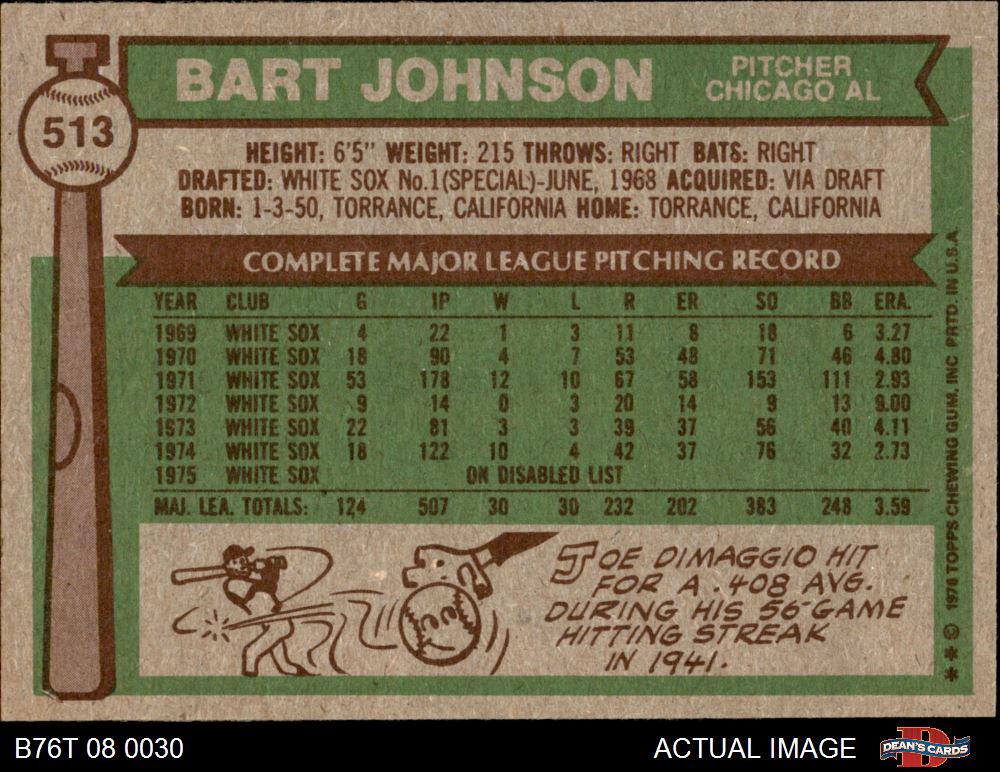 513
BART JOHNSON
PITCHER
CHICAGO AL
HEIGHT: 6'5" WEIGHT: 215 THROWS: RIGHT BATS: RIGHT
DRAFTED: WHITE SOX No.1(SPECIAL)-JUNE, 1968 ACQUIRED: VIA DRAFT
BORN: 1-3-50, TORRANCE, CALIFORNIA HOME: TORRANCE, CALIFORNIA
COMPLETE MAJOR LEAGUE PITCHING RECORD
YEAR CLUB G IP W L R ER SO BB ERA.
1969 WHITE SOX 4 22 1 3 11 8 18 6 3.27
1970 WHITE SOX 18 90 4 7 53 48 71 46 4.80
1971 WHITE SOX 53 178 12 10 67 58 153 111 2.93
1972 WHITE SOX 9 14 0 3 20 14 9 13 9.00
1973 WHITE SOX 22 81 3 3 39 37 56 40 4.11
1974 WHITE SOX 18 122 10 4 42 37 76 32 2.73
1975 WHITE SOX ON DISABLED LIST
MAJ. LEA. TOTALS: 124 507 30 30 232 202 383 248 3.59
JOE DIMAGGIO HIT
FOR A .408 AVG.
DURING HIS 56-GAME
HITTING STREAK
IN 1941.
** © 1976 TOPPS CHEWING GUM, INC PRTD. IN U.S.A.
B76T 08 0030
ACTUAL IMAGE
DEAN'S CARDS